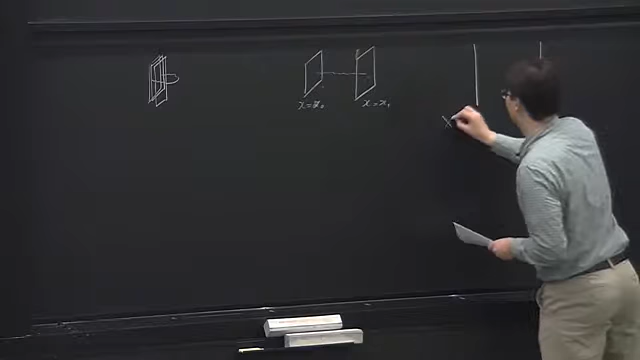 x = x₀ x = x₁
x